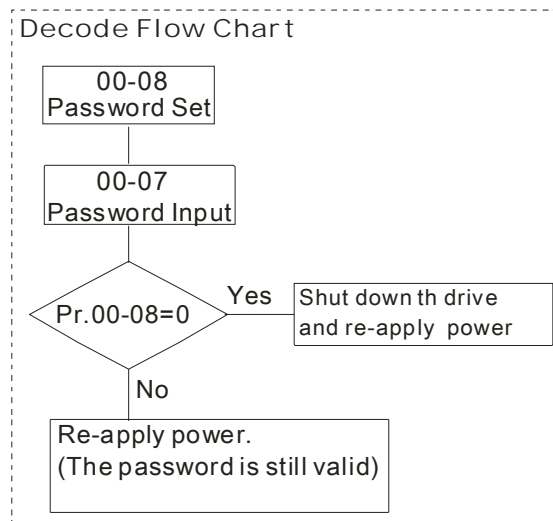 Decode Flow Chart
00-08
Password Set
00-07
Password Input
Pr.00-08=0
Yes
Shut down th drive
and re-apply power
No
Re-apply power.
(The password is still valid)